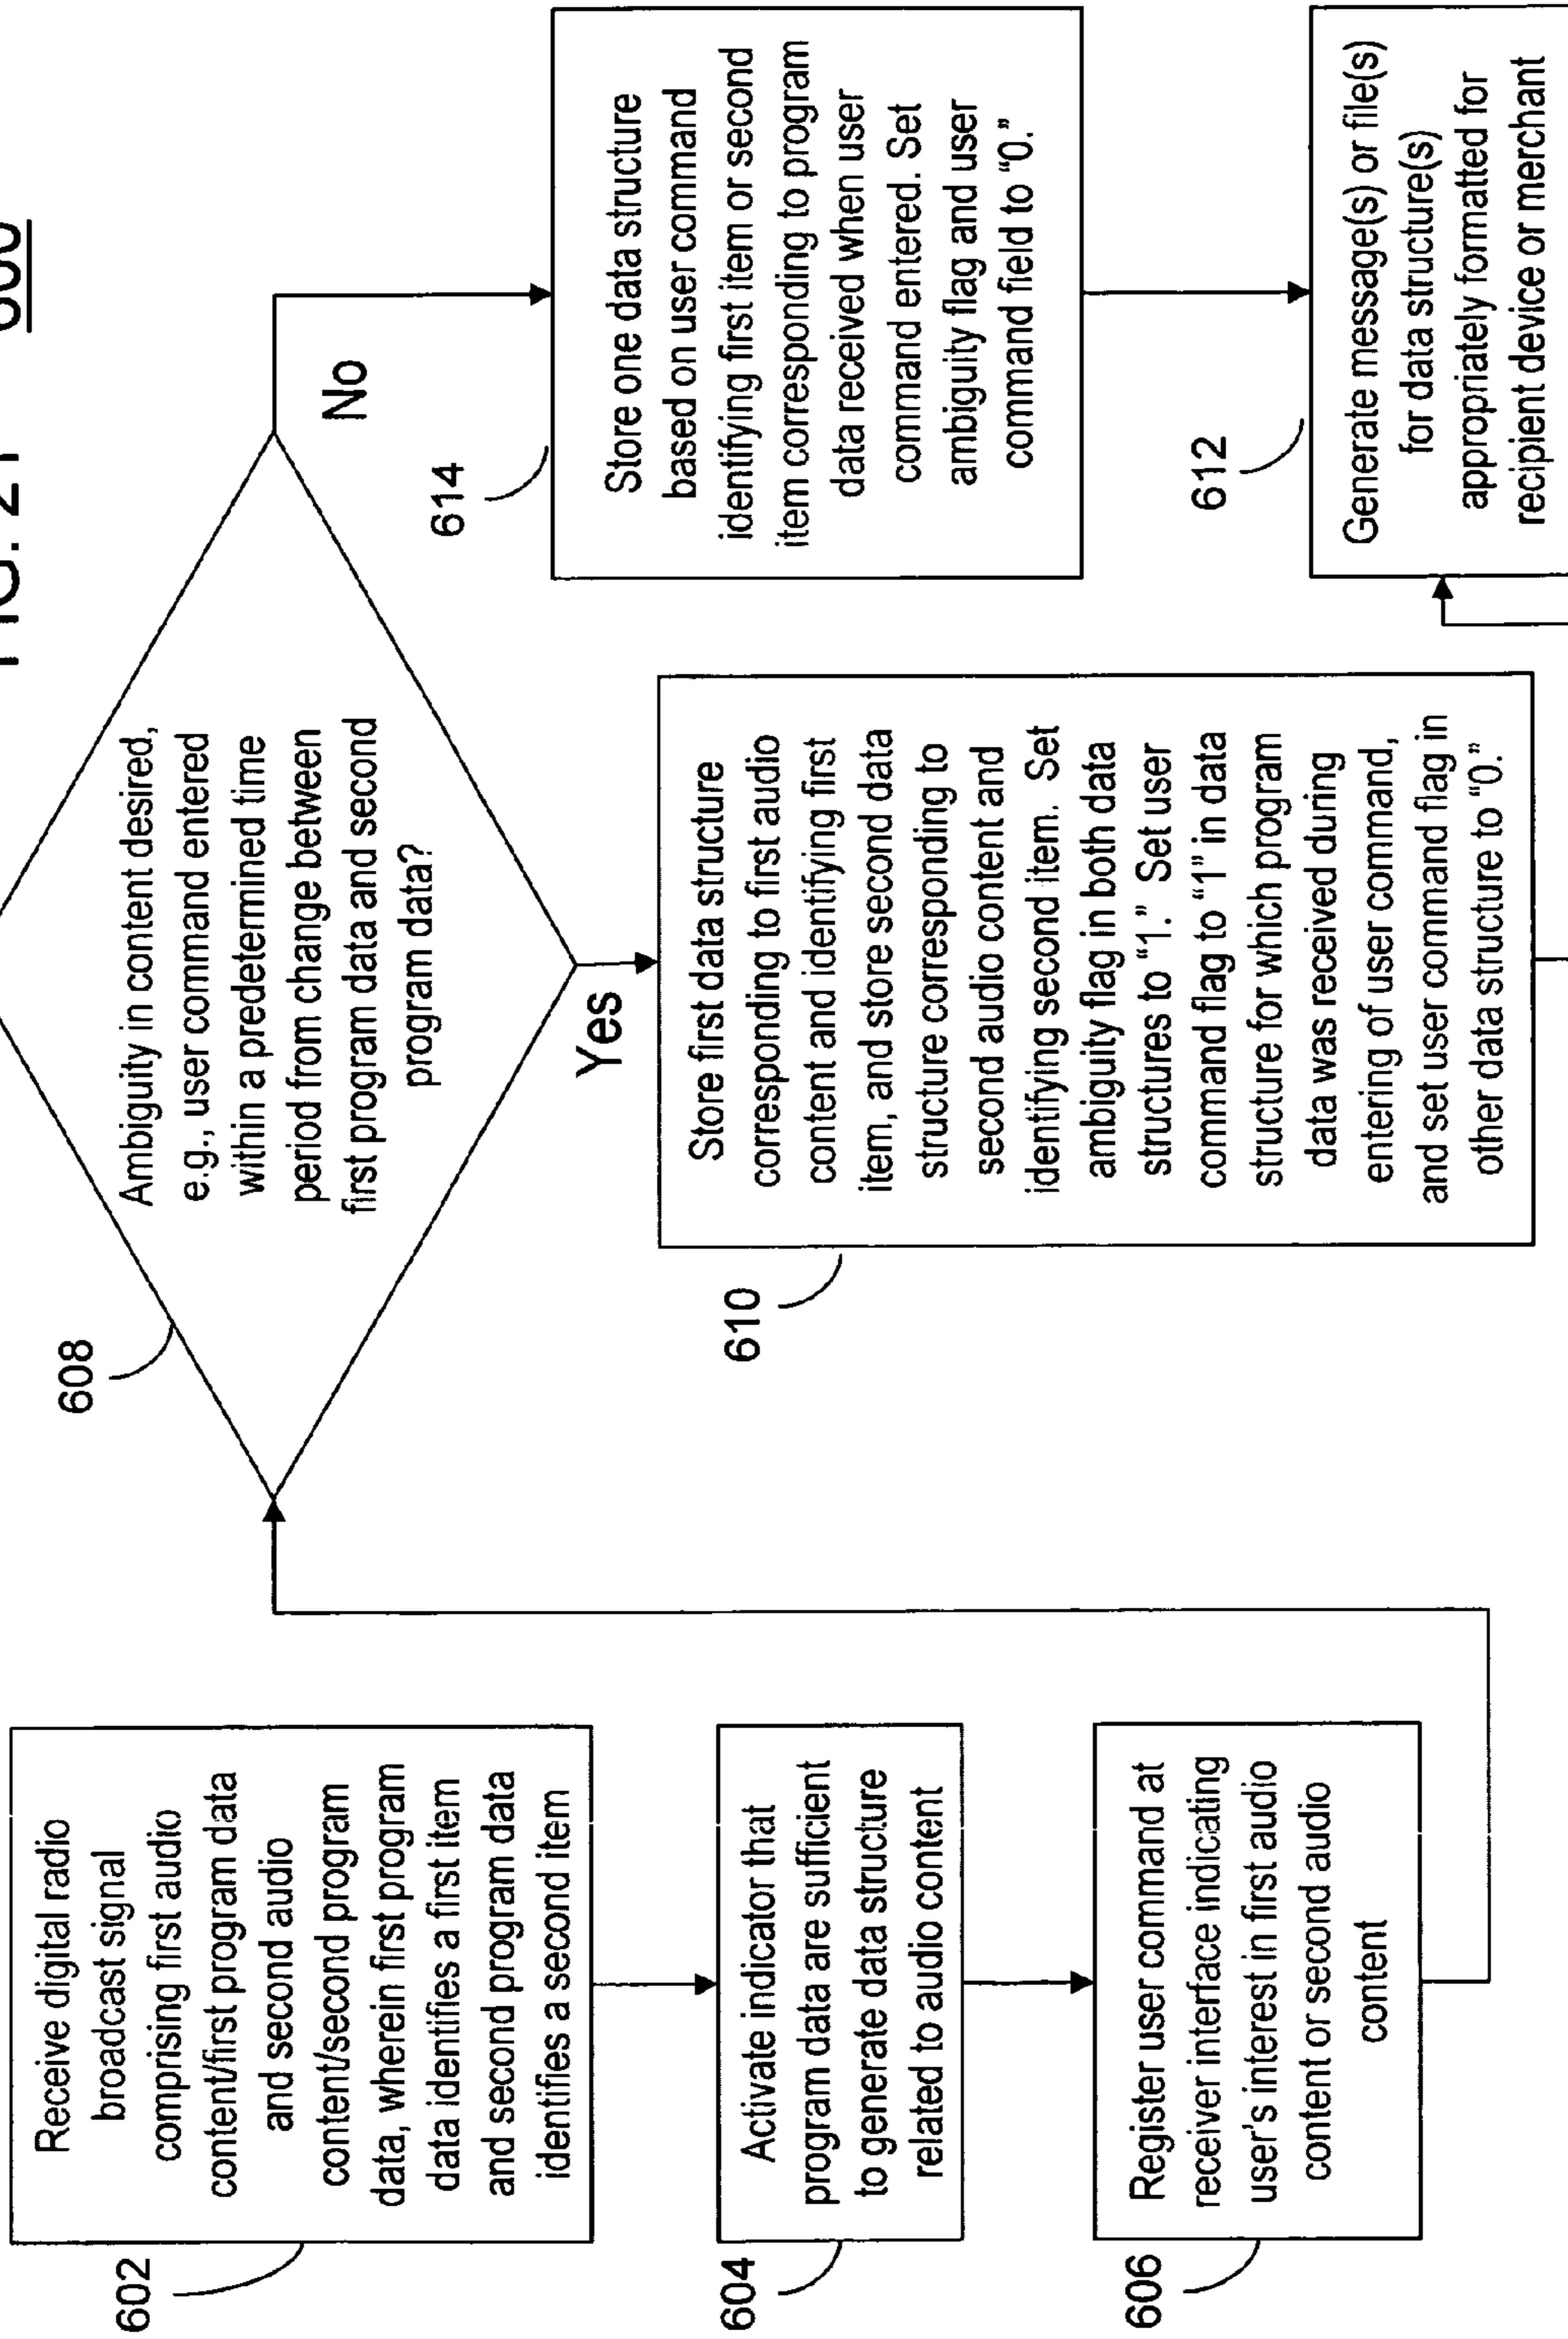 602
Receive digital radio
broadcast signal
comprising first audio
content/first program data
and second audio
content/second program
data, wherein first program
data identifies a first item
and second program data
identifies a second item
604
Activate indicator that
program data are sufficient
to generate data structure
related to audio content
606
Register user command at
receiver interface indicating
user's interest in first audio
content or second audio
content
608
Ambiguity in content desired,
e.g., user command entered
within a predetermined time
period from change between
first program data and second
program data?
Yes
No
610
Store first data structure
corresponding to first audio
content and identifying first
item, and store second data
structure corresponding to
second audio content and
identifying second item. Set
ambiguity flag in both data
structures to “1.” Set user
command flag to “1” in data
structure for which program
data was received during
entering of user command,
and set user command flag in
other data structure to “0.”
614
Store one data structure
based on user command
identifying first item or second
item corresponding to program
data received when user
command entered. Set
ambiguity flag and user
command field to “0.”
612
Generate message(s) or file(s)
for data structure(s)
appropriately formatted for
recipient device or merchant